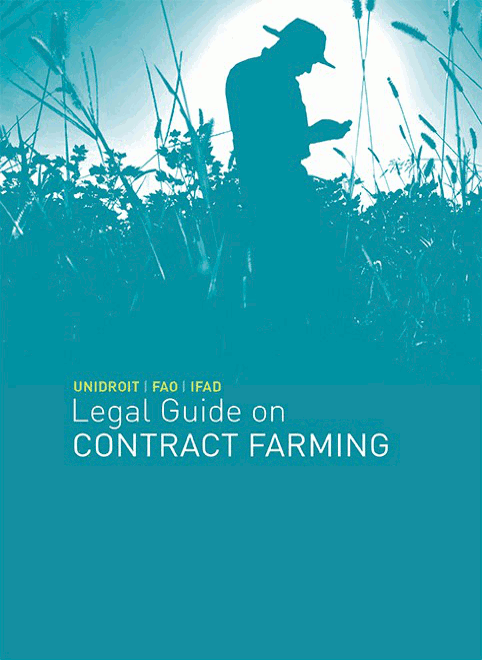 UNIDROIT | FAO | IFAD
Legal Guide on
CONTRACT FARMING